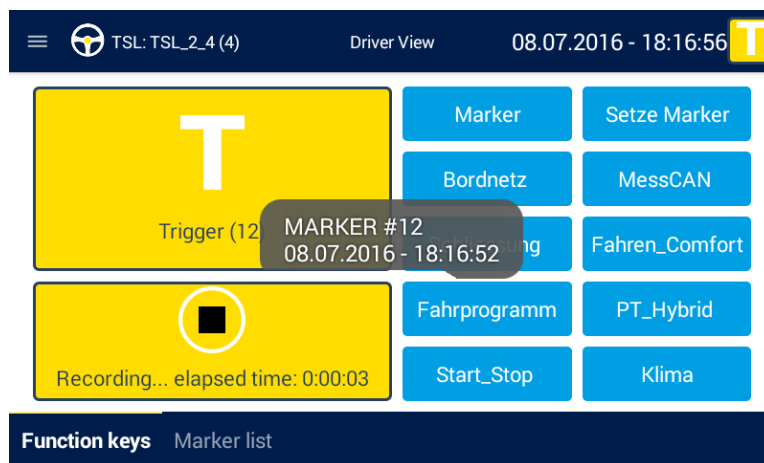 TSL: TSL_2_4 (4)
Driver View
08.07.2016 - 18:16:56
T
T
Trigger (12)
MARKER #12
08.07.2016 - 18:16:52
Recording... elapsed time: 0:00:03
Marker
Setze Marker
Bordnetz
MessCAN
Fahren_Comfort
Fahrprogramm
PT_Hybrid
Start_Stop
Klima
Function keys
Marker list